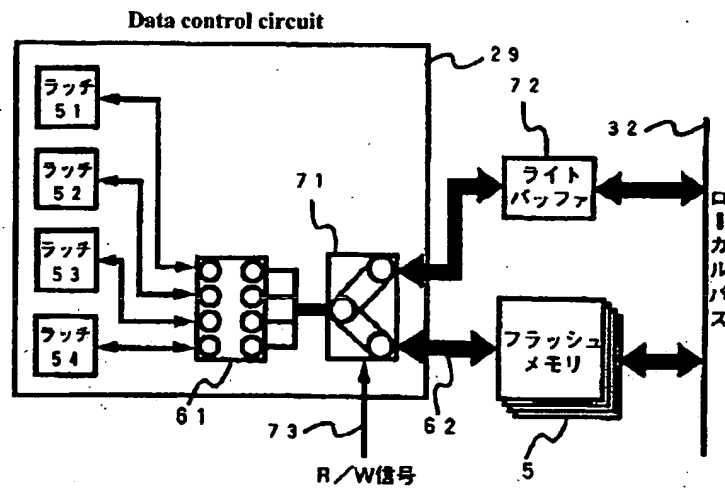 Data control circuit
29
ラッチ
51
ラッチ
52
ラッチ
53
ラッチ
54
61
71
73
R/W信号
72
ライト
バッファ
62
フラッシュ
メモリ
5
32
ローカルバス